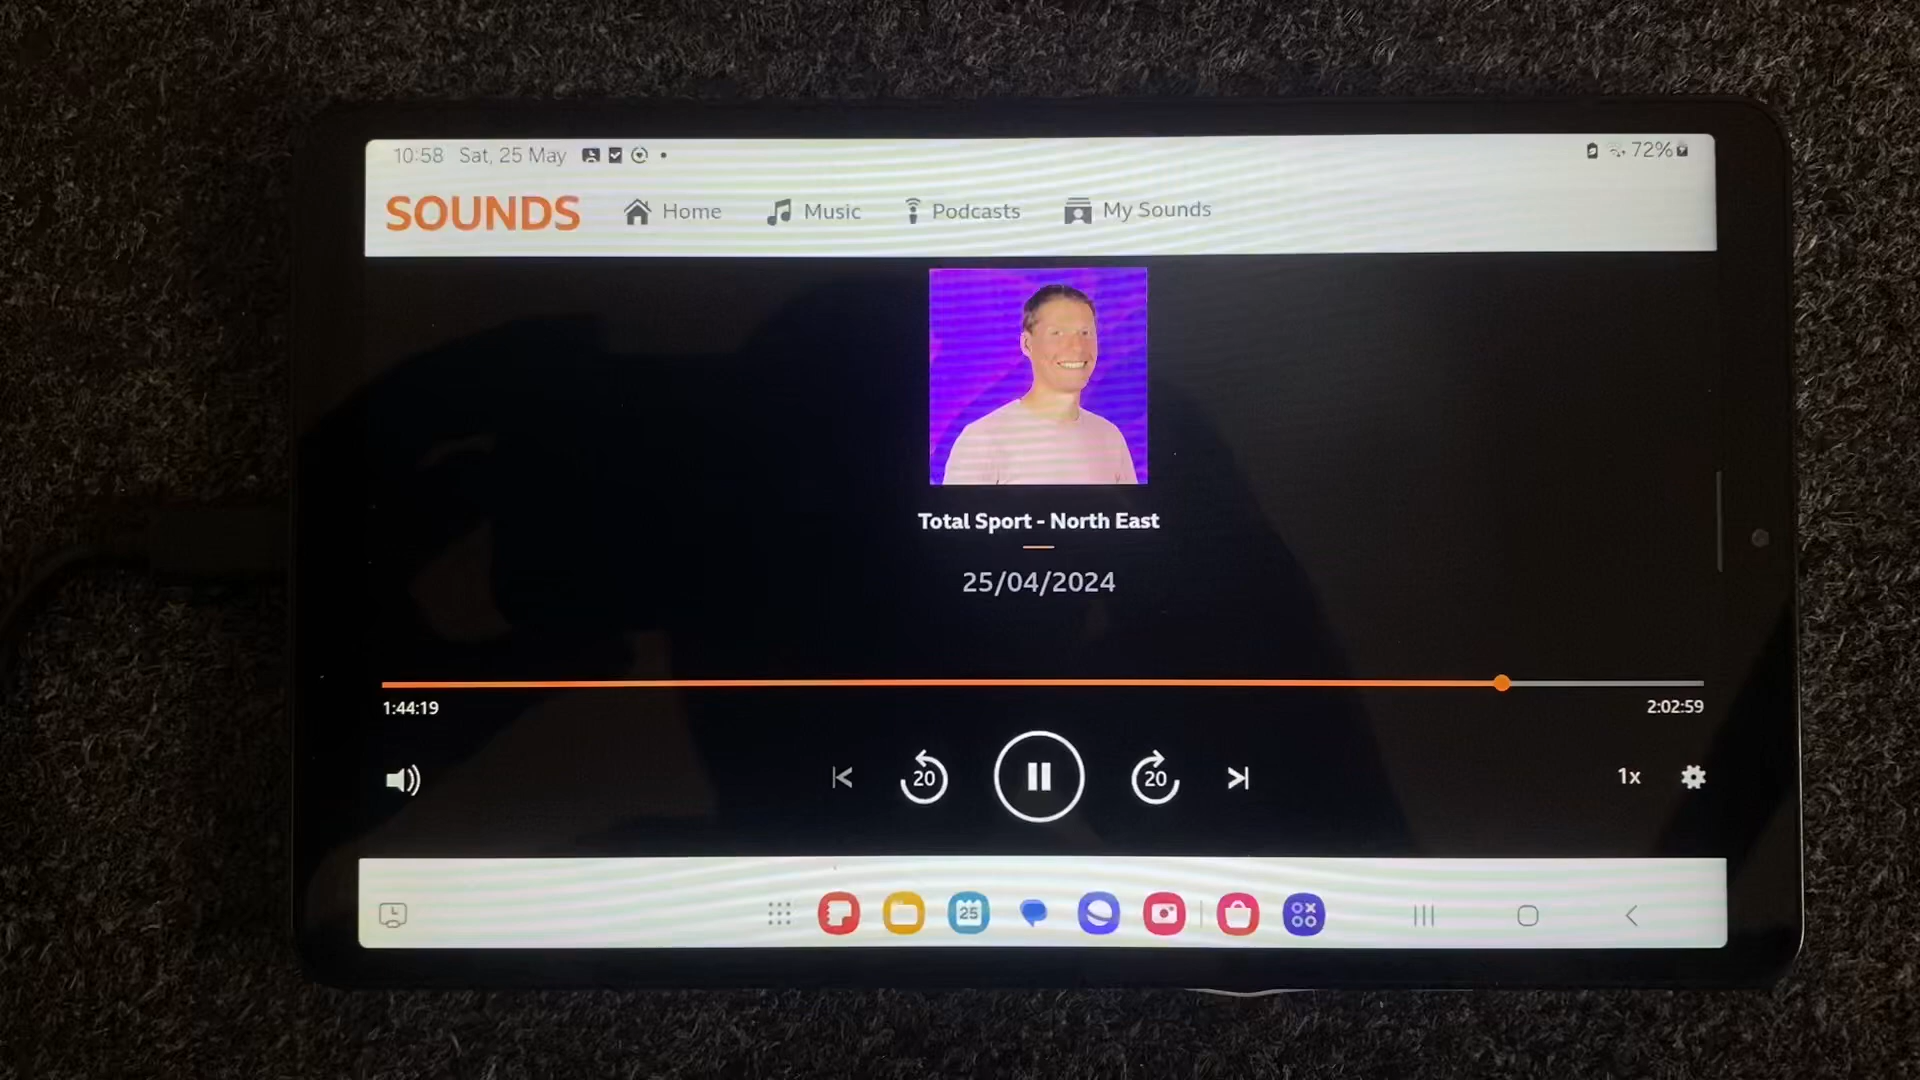 10:58 Sat, 25 May
72%
SOUNDS Home Music Podcasts My Sounds
Total Sport - North East
25/04/2024
1:44:19 2:02:59
20 20 1x
25